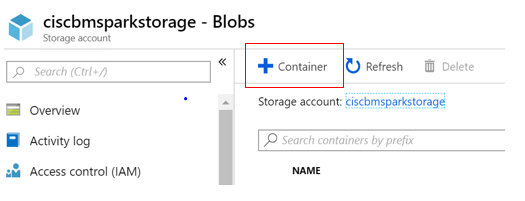 ciscbmsparkstorage - Blobs
Storage account
Search (Ctrl+/)
«
Overview
Activity log
Access control (IAM)
Container
Refresh
Delete
Storage account: ciscbmsparkstorage
Search containers by prefix
NAME